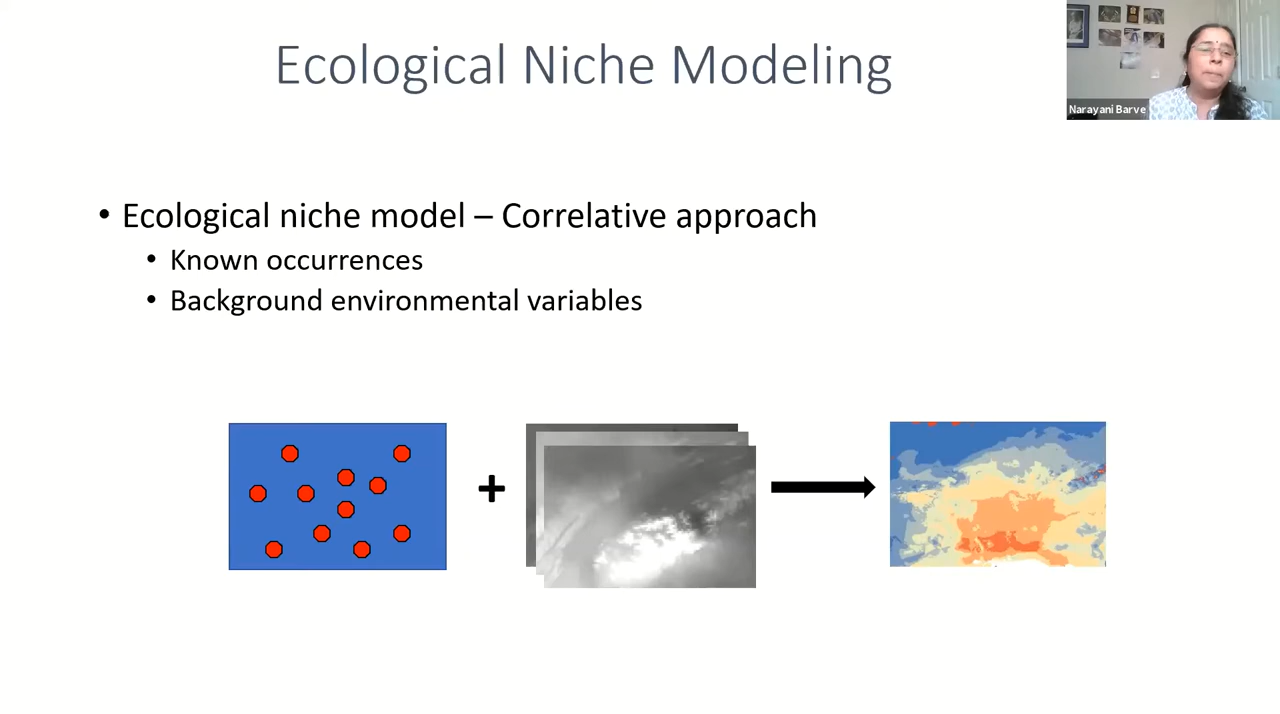 Ecological Niche Modeling
Narayani Barve
• Ecological niche model – Correlative approach
• Known occurrences
• Background environmental variables
+